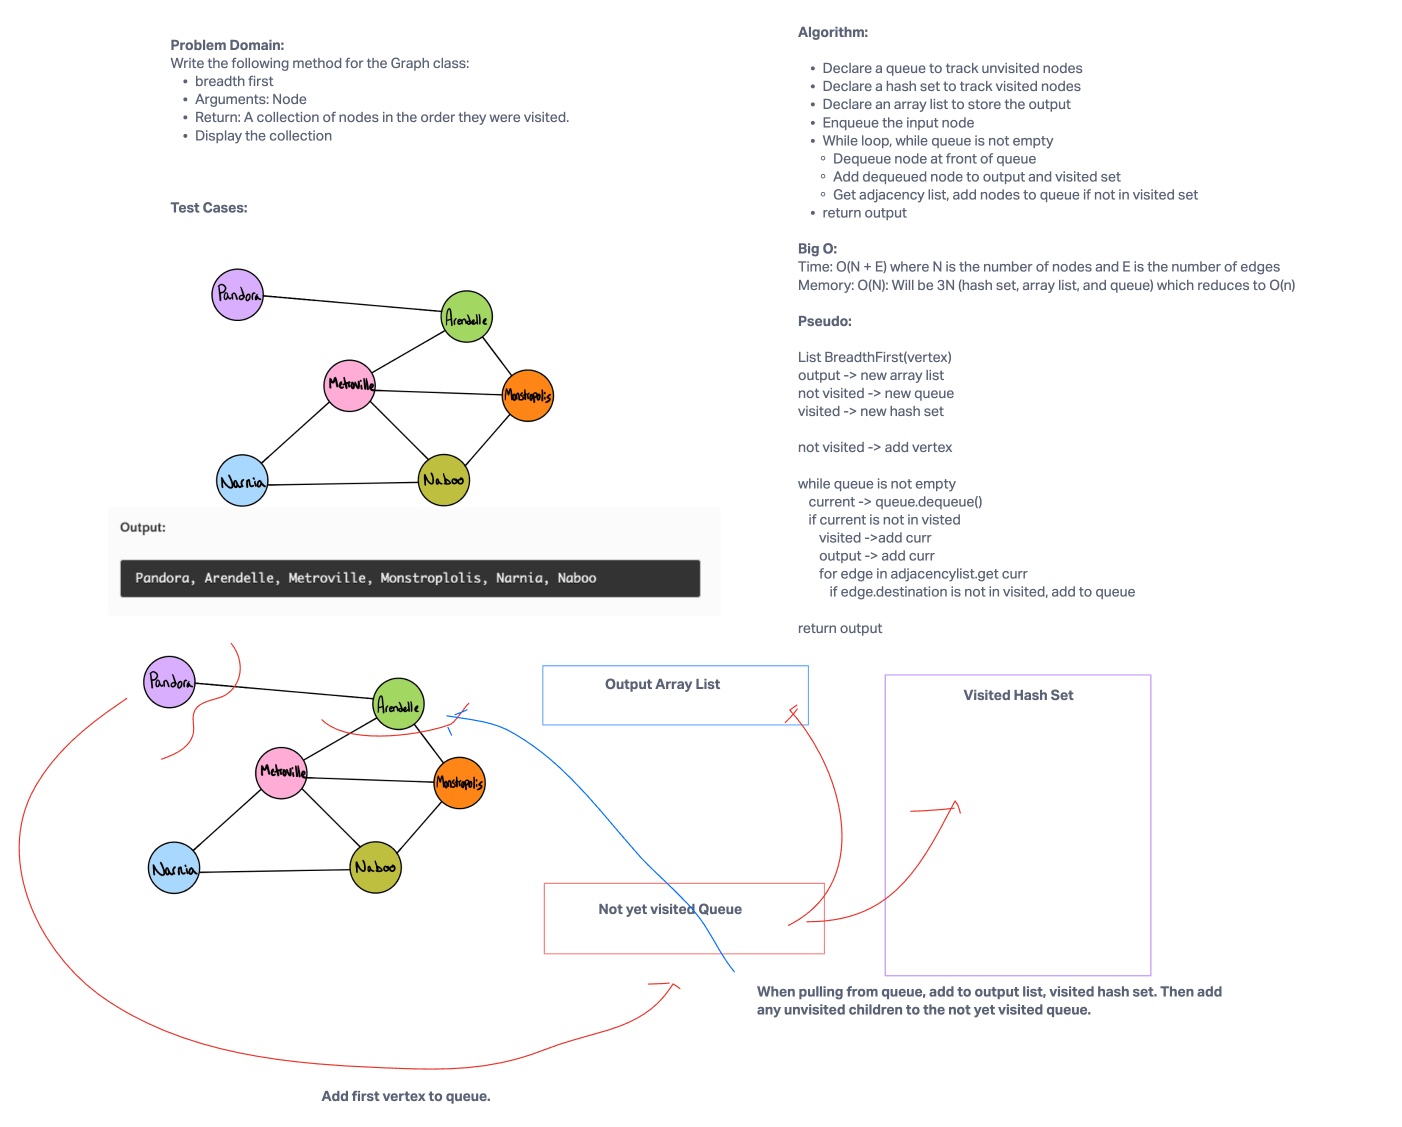 Problem Domain:
Write the following method for the Graph class:
• breadth first
• Arguments: Node
• Return: A collection of nodes in the order they were visited.
• Display the collection
Test Cases:
Pandora
Arendelle
Metroville
Monstropolis
Narnia
Naboo
Output:
Pandora, Arendelle, Metroville, Monstroplolis, Narnia, Naboo
Algorithm:
• Declare a queue to track unvisited nodes
• Declare a hash set to track visited nodes
• Declare an array list to store the output
• Enqueue the input node
• While loop, while queue is not empty
◦ Dequeue node at front of queue
◦ Add dequeued node to output and visited set
◦ Get adjacency list, add nodes to queue if not in visited set
• return output
Big O:
Time: O(N + E) where N is the number of nodes and E is the number of edges
Memory: O(N): Will be 3N (hash set, array list, and queue) which reduces to O(n)
Pseudo:
List BreadthFirst(vertex)
output -> new array list
not visited -> new queue
visited -> new hash set
not visited -> add vertex
while queue is not empty
current -> queue.dequeue()
if current is not in visted
visited ->add curr
output -> add curr
for edge in adjacencylist.get curr
if edge.destination is not in visited, add to queue
return output
Pandora
Arendelle
Metroville
Monstropolis
Narnia
Naboo
Output Array List
Visited Hash Set
Not yet visited Queue
When pulling from queue, add to output list, visited hash set. Then add
any unvisited children to the not yet visited queue.
Add first vertex to queue.